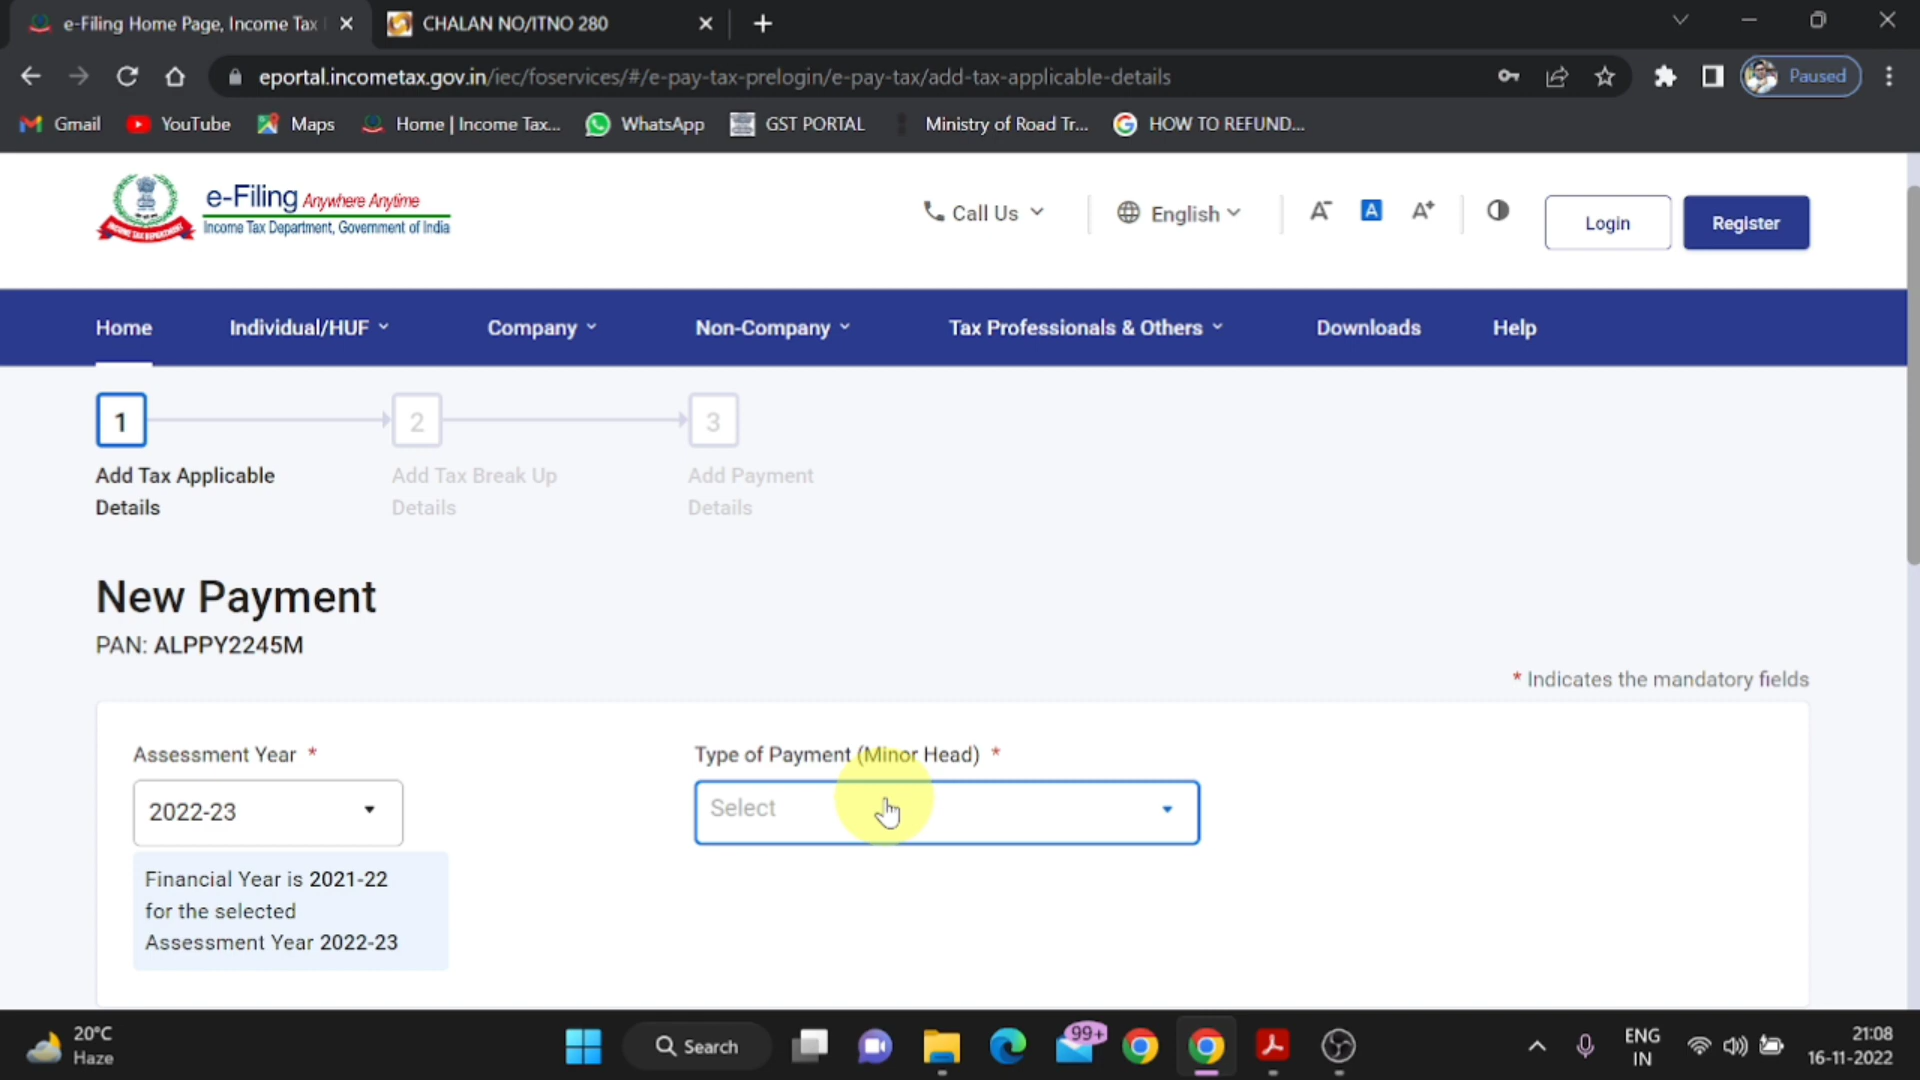 e-Filing Home Page, Income Tax
CHALAN NO/ITNO 280
eportal.incometax.gov.in/iec/foservices/#/e-pay-tax-prelogin/e-pay-tax/add-tax-applicable-details
Paused
Gmail YouTube Maps Home | Income Tax... WhatsApp GST PORTAL Ministry of Road Tr... HOW TO REFUND...
e-Filing Anywhere Anytime
Income Tax Department, Government of India
Call Us English A- A A+ Login Register
Home Individual/HUF Company Non-Company Tax Professionals & Others Downloads Help
1 2 3
Add Tax Applicable Add Tax Break Up Add Payment
Details Details Details
New Payment
PAN: ALPPY2245M
* Indicates the mandatory fields
Assessment Year * Type of Payment (Minor Head) *
2022-23 Select
Financial Year is 2021-22
for the selected
Assessment Year 2022-23
20°C
Haze
Search
99+
ENG
IN
21:08
16-11-2022